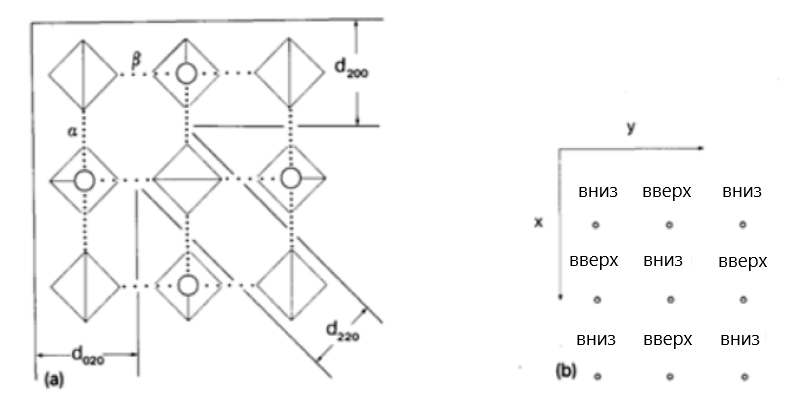 β
d200
α
d220
d020
(a)
y
x
вниз вверх вниз
вверх вниз вверх
вниз вверх вниз
(b)